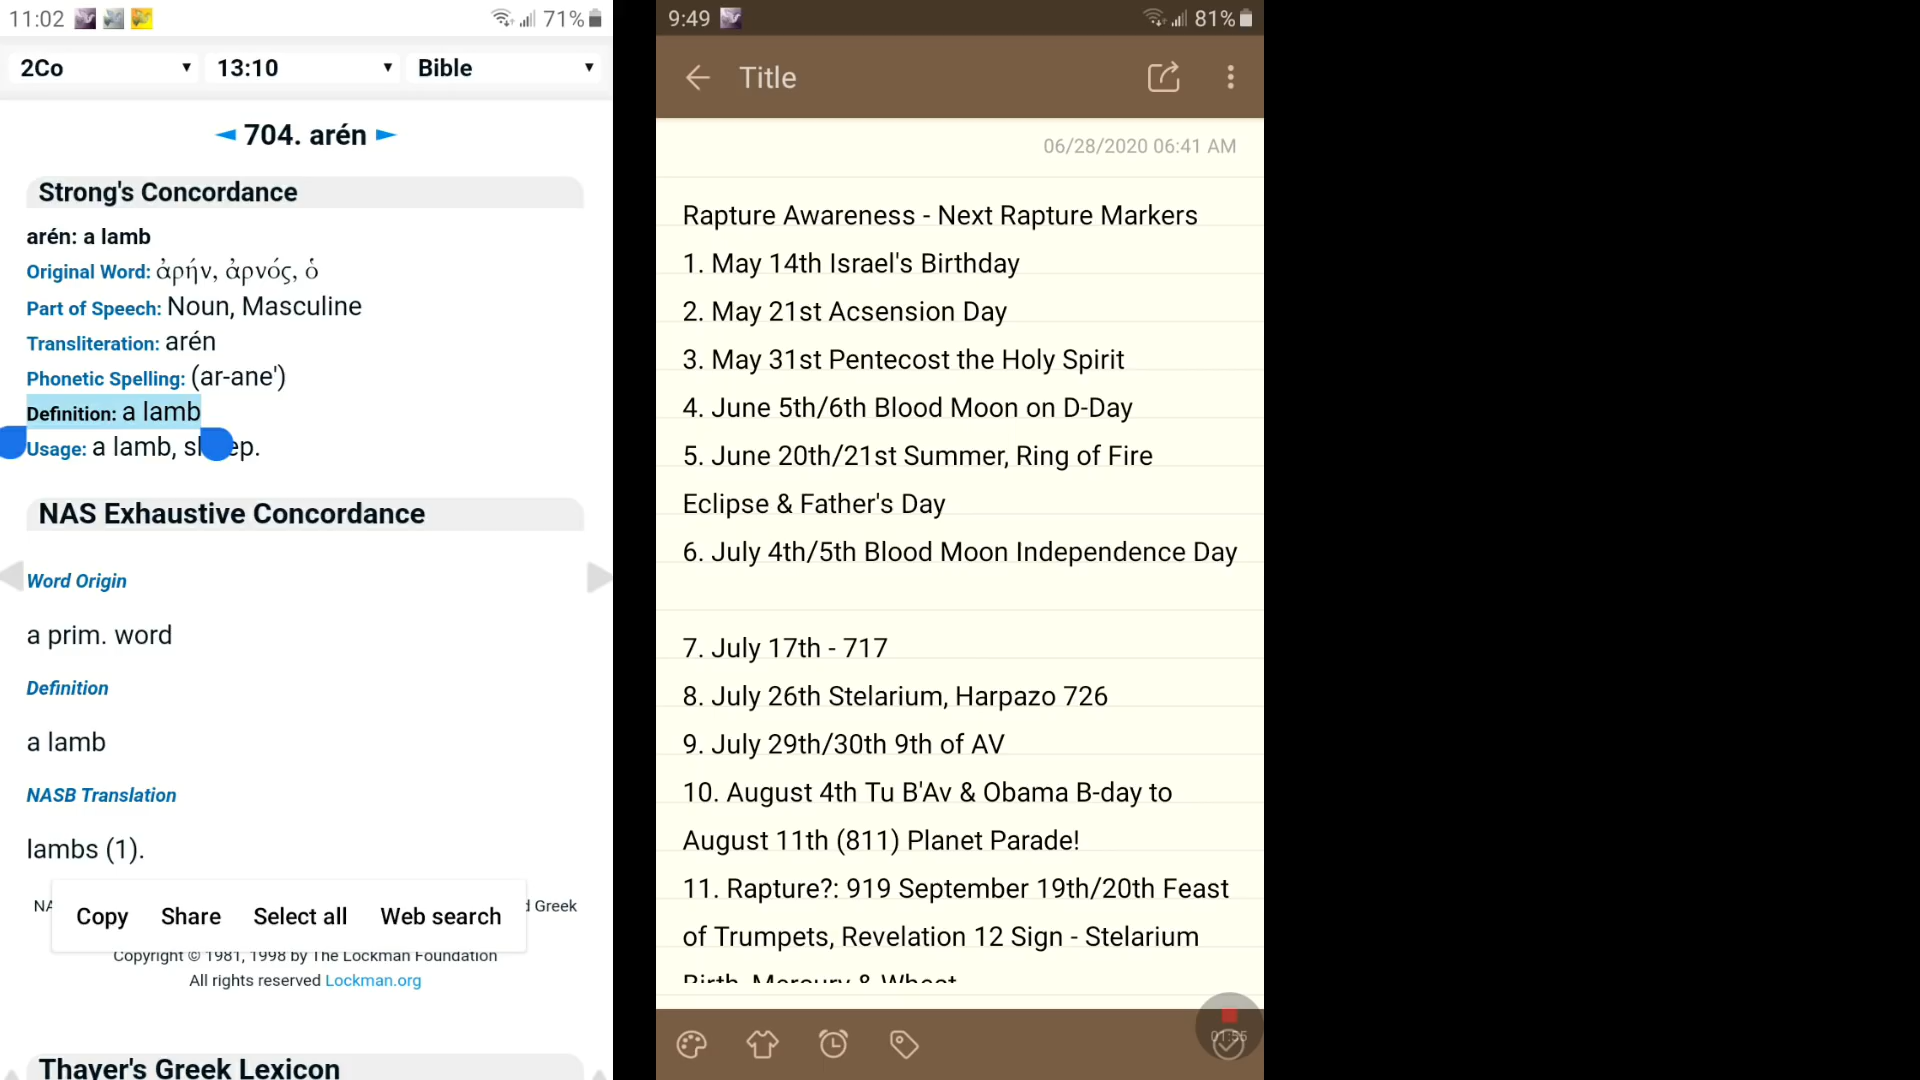 11:02
71%
2Co
13:10
Bible
704. arén
Strong's Concordance
arén: a lamb
Original Word: ἀρήν, ἀρνός, ὁ
Part of Speech: Noun, Masculine
Transliteration: arén
Phonetic Spelling: (ar-ane')
Definition: a lamb
Usage: a lamb, sheep.
NAS Exhaustive Concordance
Word Origin
a prim. word
Definition
a lamb
NASB Translation
lambs (1).
Greek
Copy Share Select all Web search
Copyright © 1981, 1998 by The Lockman Foundation
All rights reserved Lockman.org
Thayer's Greek Lexicon
9:49
81%
Title
06/28/2020 06:41 AM
Rapture Awareness - Next Rapture Markers
1. May 14th Israel's Birthday
2. May 21st Acsension Day
3. May 31st Pentecost the Holy Spirit
4. June 5th/6th Blood Moon on D-Day
5. June 20th/21st Summer, Ring of Fire
Eclipse & Father's Day
6. July 4th/5th Blood Moon Independence Day
7. July 17th - 717
8. July 26th Stelarium, Harpazo 726
9. July 29th/30th 9th of AV
10. August 4th Tu B'Av & Obama B-day to
August 11th (811) Planet Parade!
11. Rapture?: 919 September 19th/20th Feast
of Trumpets, Revelation 12 Sign - Stelarium
Birth, Mercury & Wheat
01:55